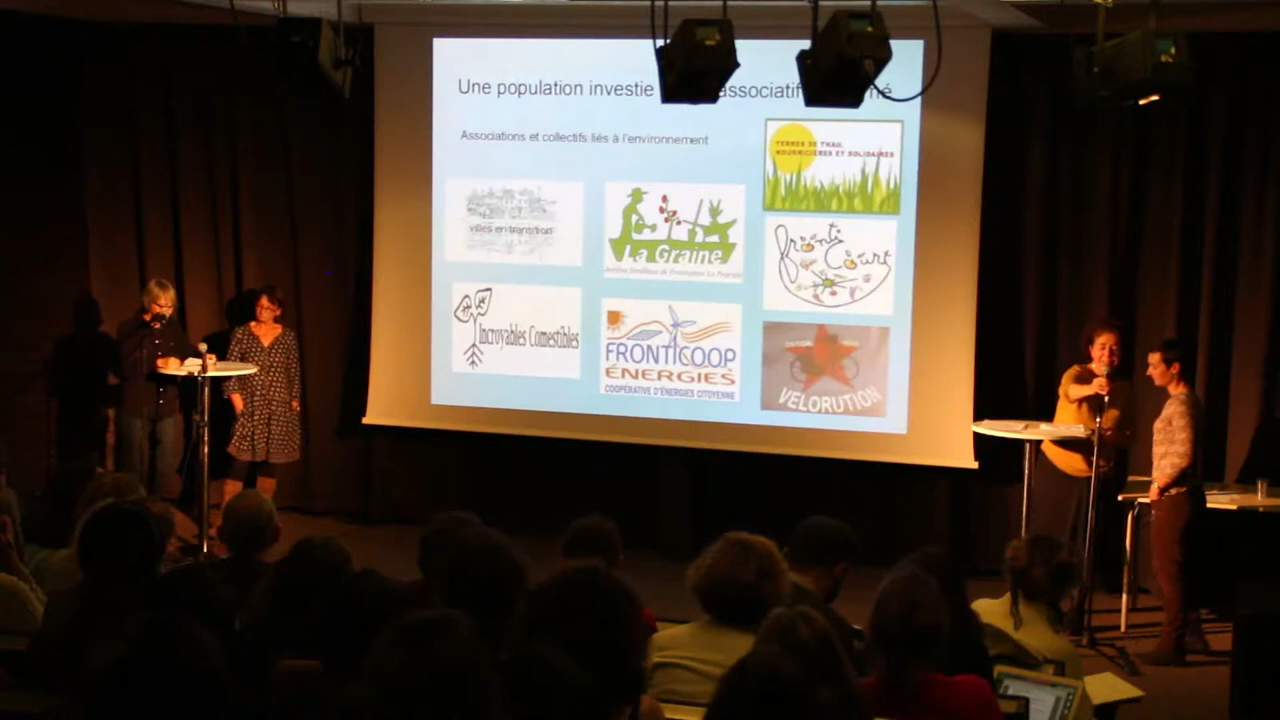 Une population investie associatif
Associations et collectifs liés à l'environnement
TERRES DE THAU,
NOURRICIÈRES ET SOLIDAIRES
villes en transition
La Graine
Fronti Court
Incroyables Comestibles
FRONTICOOP
ÉNERGIES
COOPÉRATIVE D'ÉNERGIES CITOYENNE
VELORUTION